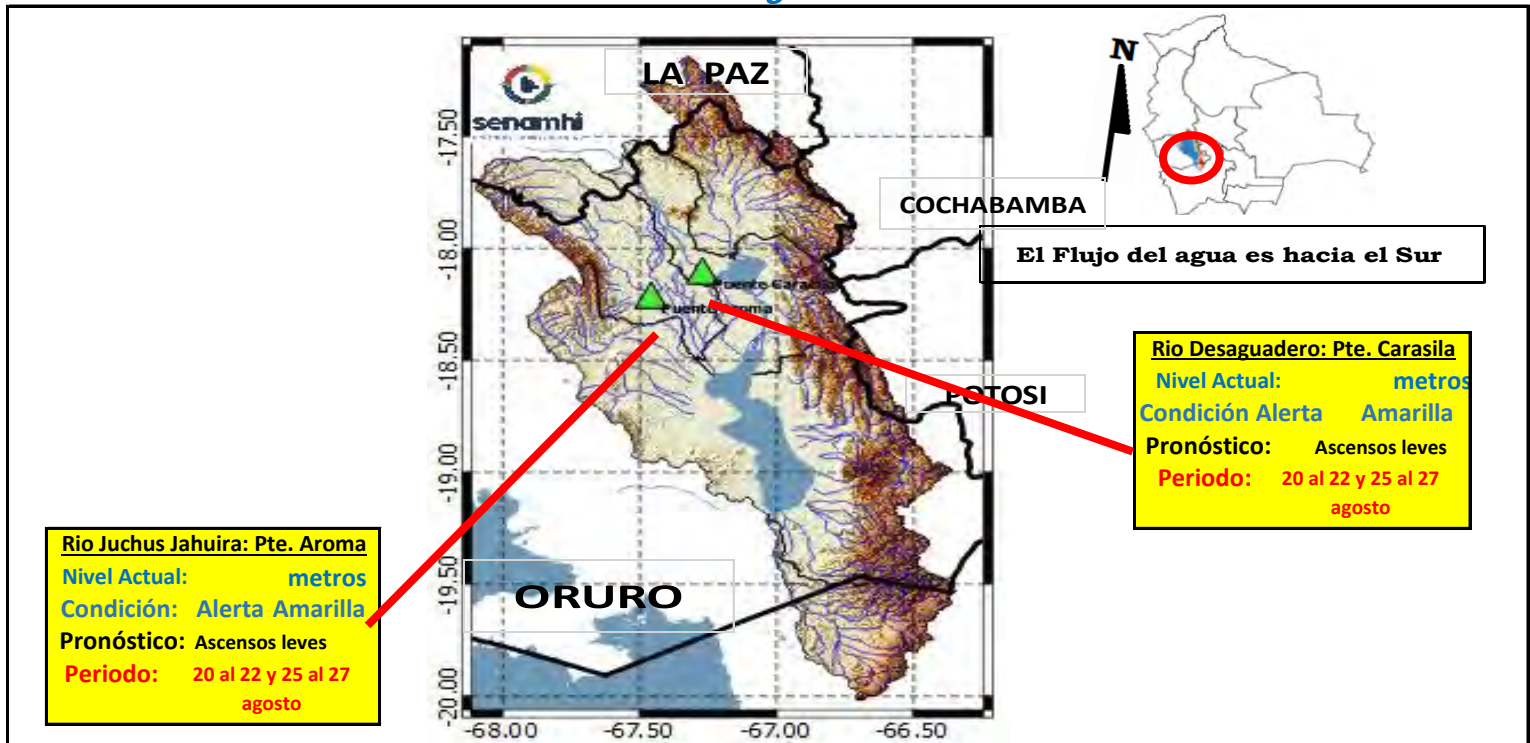 LA PAZ
senamhi
N
COCHABAMBA
El Flujo del agua es hacia el Sur
-17.50
-18.00
-18.50
-19.00
-19.50
-20.00
Puente
Puente
POTOSI
Rio Desaguadero: Pte. Carasila
Nivel Actual: metros
Condición Alerta Amarilla
Pronóstico: Ascensos leves
Periodo: 20 al 22 y 25 al 27
agosto
Rio Juchus Jahuira: Pte. Aroma
Nivel Actual: metros
Condición: Alerta Amarilla
Pronóstico: Ascensos leves
Periodo: 20 al 22 y 25 al 27
agosto
ORURO
-68.00 -67.50 -67.00 -66.50